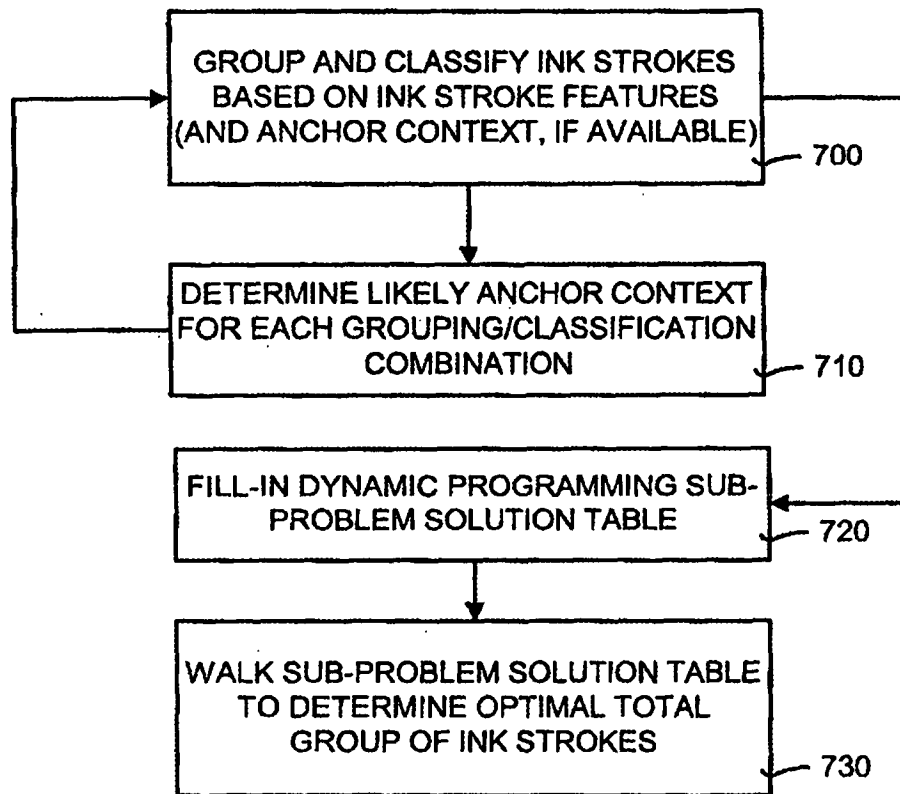 GROUP AND CLASSIFY INK STROKES
BASED ON INK STROKE FEATURES
(AND ANCHOR CONTEXT, IF AVAILABLE)
700
DETERMINE LIKELY ANCHOR CONTEXT
FOR EACH GROUPING/CLASSIFICATION
COMBINATION
710
FILL-IN DYNAMIC PROGRAMMING SUB-
PROBLEM SOLUTION TABLE
720
WALK SUB-PROBLEM SOLUTION TABLE
TO DETERMINE OPTIMAL TOTAL
GROUP OF INK STROKES
730